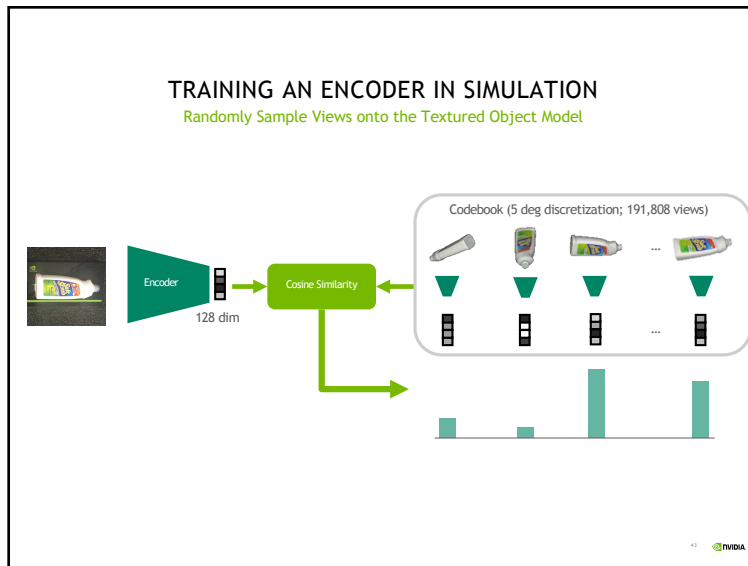 TRAINING AN ENCODER IN SIMULATION
Randomly Sample Views onto the Textured Object Model
Codebook (5 deg discretization; 191,808 views)
...
Encoder
Cosine Similarity
128 dim
...
43
NVIDIA.